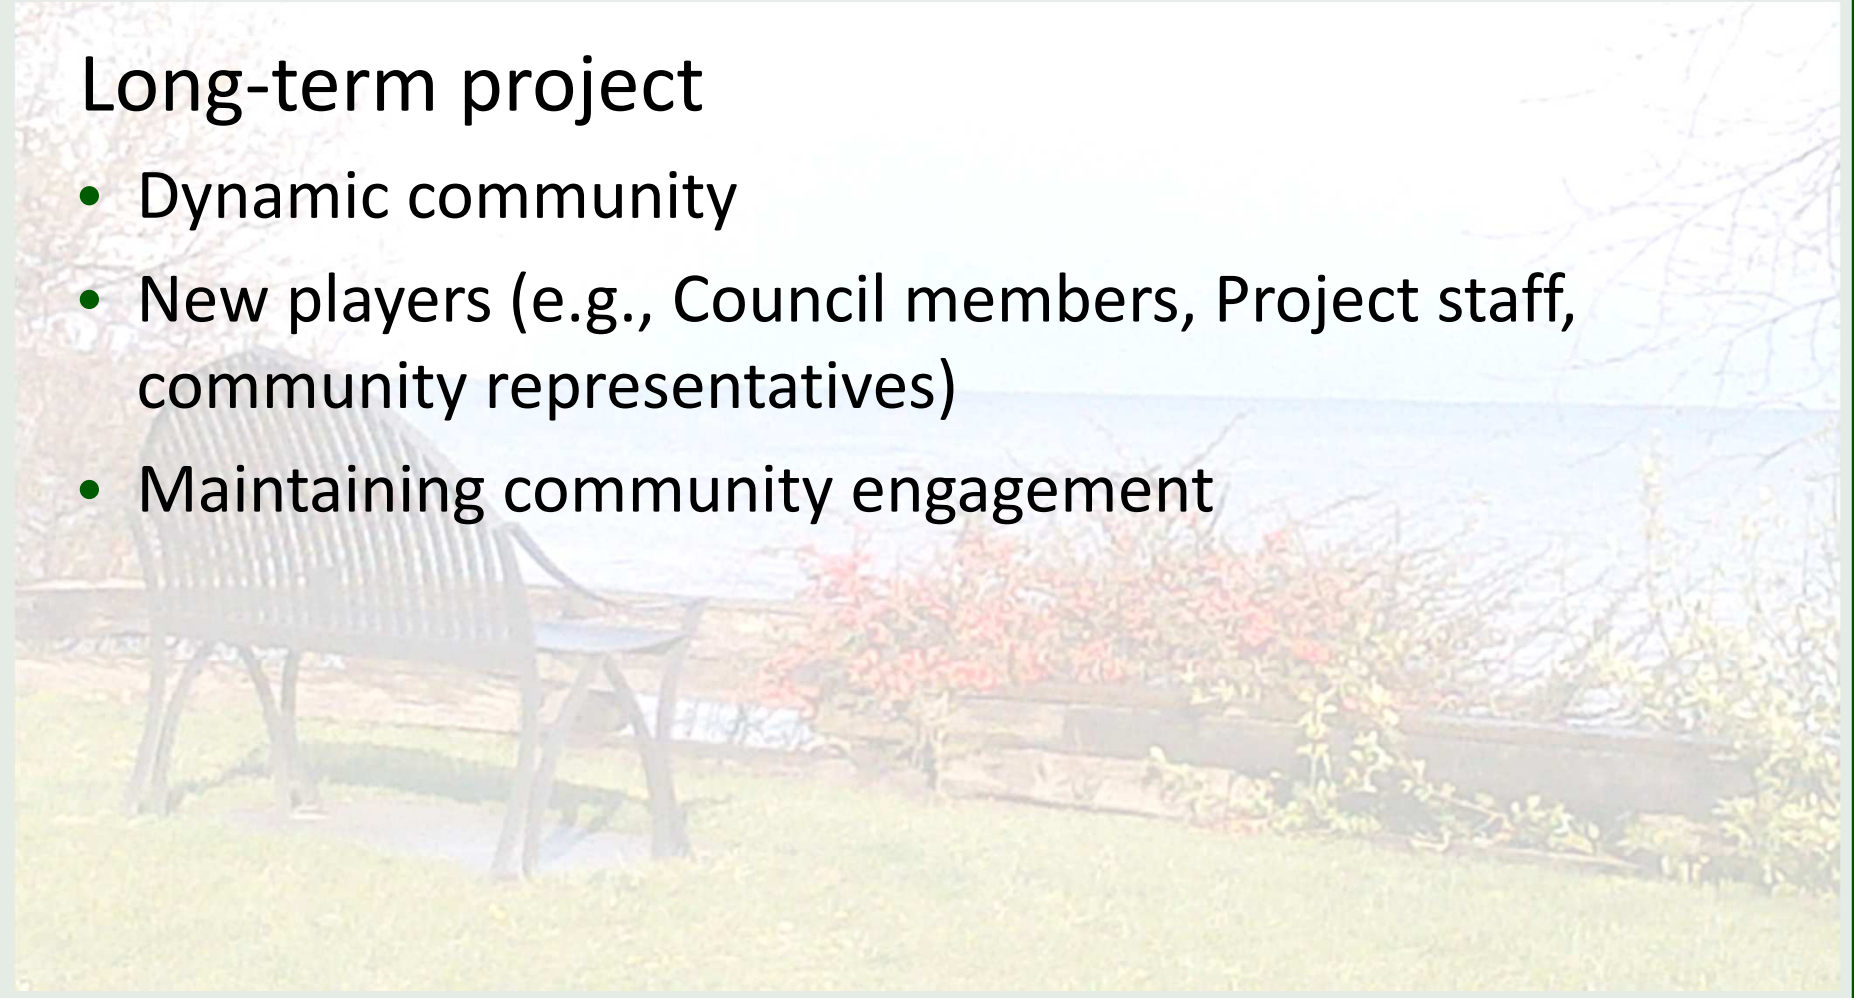 Long-term project
• Dynamic community
• New players (e.g., Council members, Project staff,
community representatives)
• Maintaining community engagement